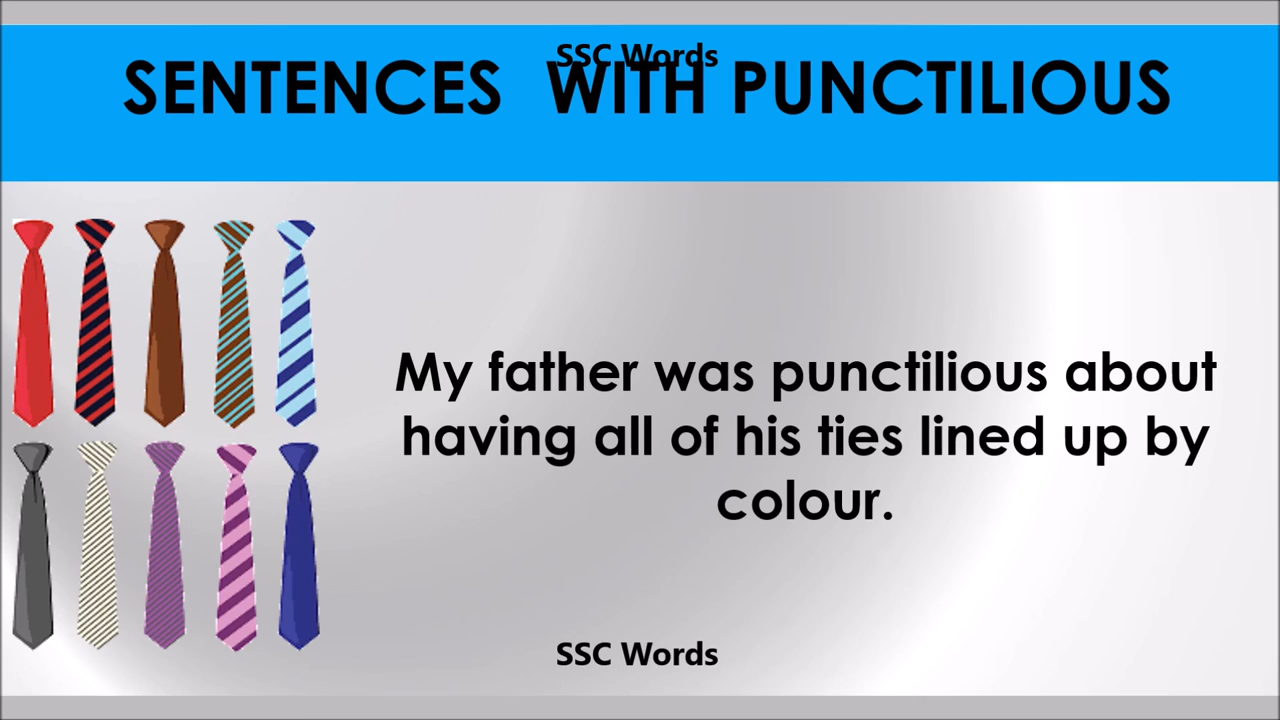 SSC Words
SENTENCES WITH PUNCTILIOUS
My father was punctilious about
having all of his ties lined up by
colour.
SSC Words